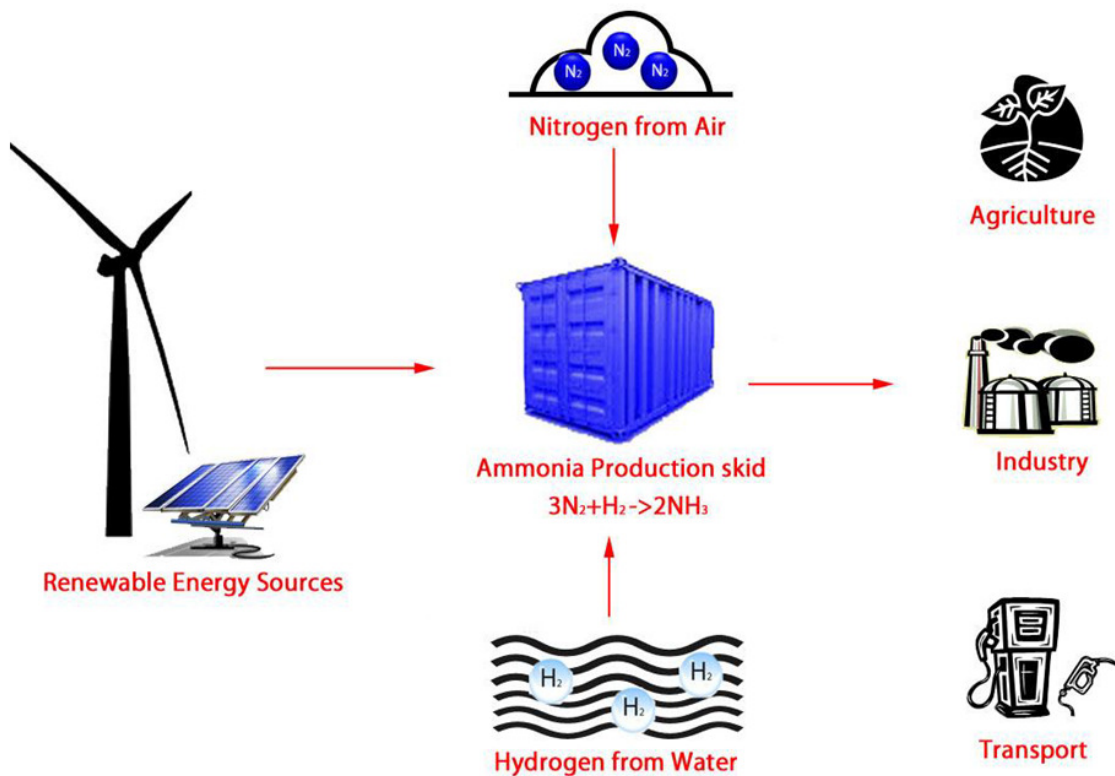 N₂
N₂
N₂
Nitrogen from Air
Agriculture
Ammonia Production skid
3N₂+H₂->2NH₃
Industry
Renewable Energy Sources
H₂
H₂
H₂
Hydrogen from Water
Transport